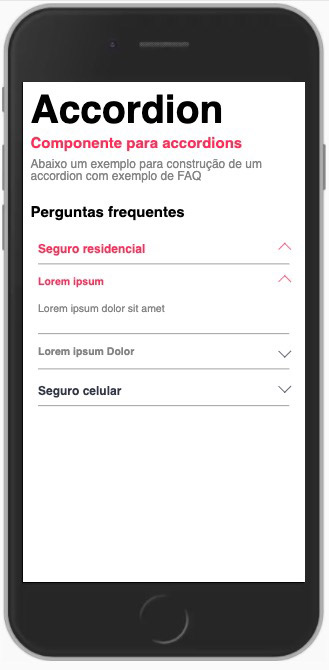 Accordion
Componente para accordions
Abaixo um exemplo para construção de um
accordion com exemplo de FAQ
Perguntas frequentes
Seguro residencial
Lorem ipsum
Lorem ipsum dolor sit amet
Lorem ipsum Dolor
Seguro celular